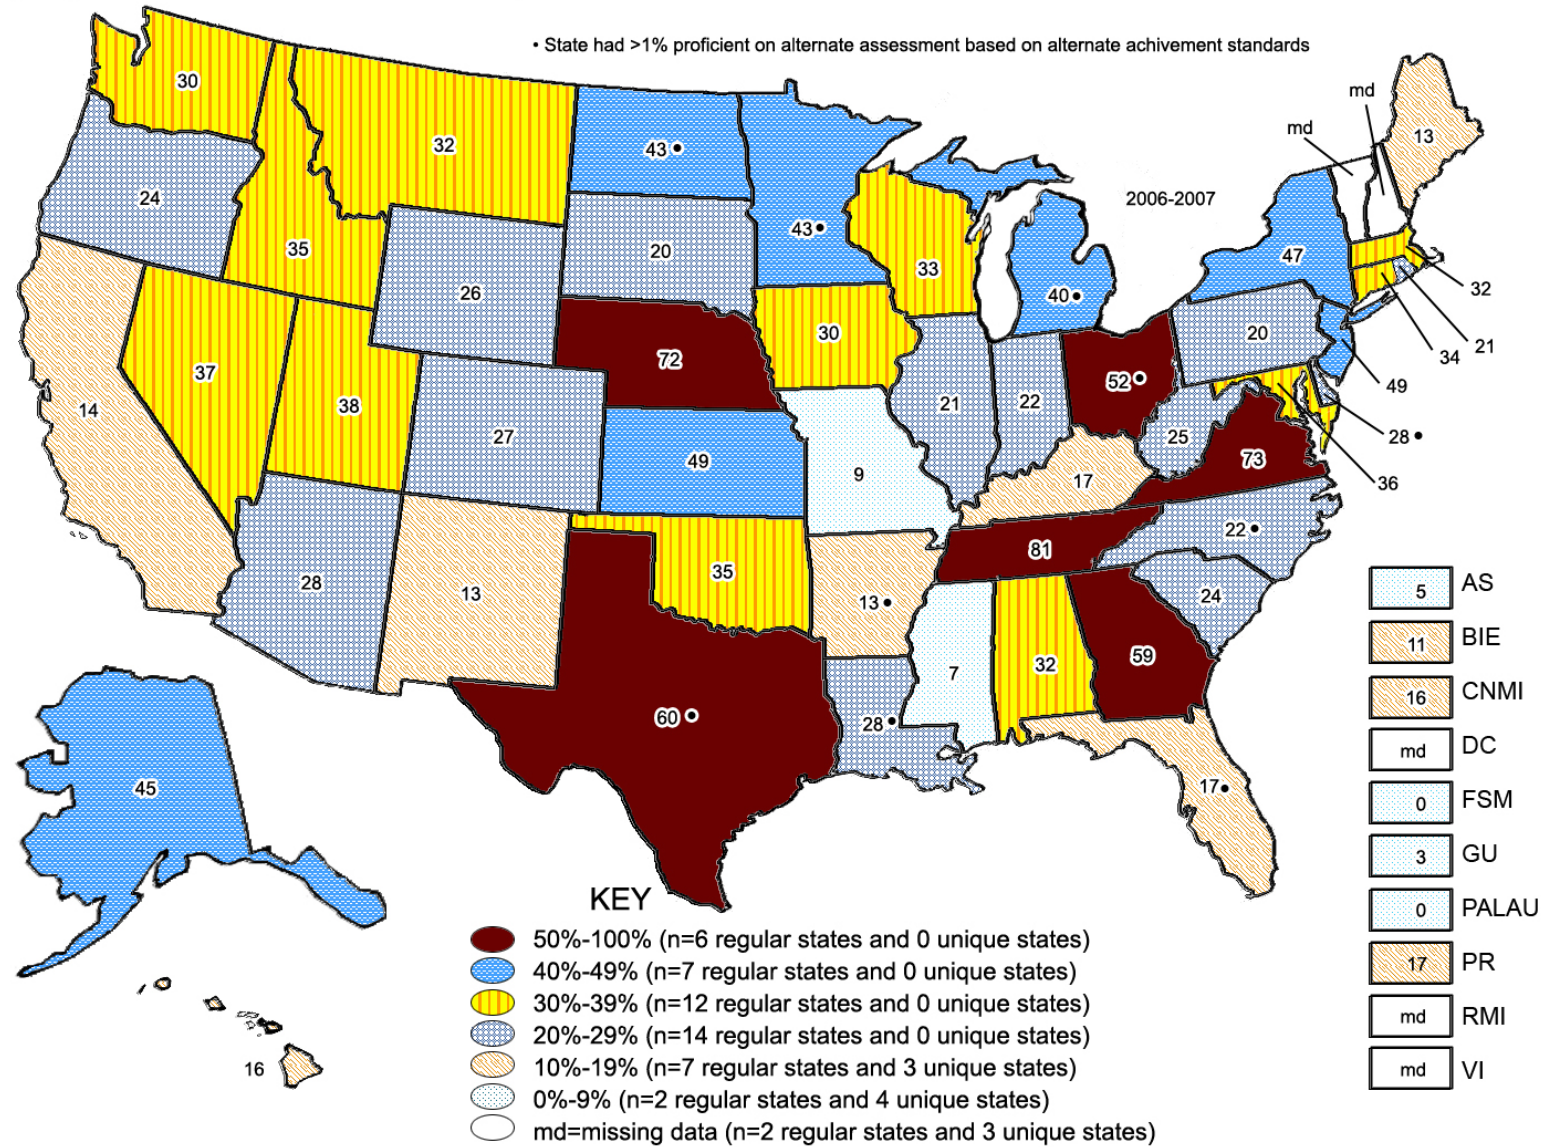 • State had >1% proficient on alternate assessment based on alternate achivement standards
30
md
md
13
32
43 •
24
43 •
2006-2007
35
20
47
33
26
40 •
32
30
20
21
34
72
37
52 •
49
14
38
21
22
27
25
28 •
49
73
9
17
36
22 •
81
35
28
13
13 •
24
59
7
32
60 •
28 •
45
17 •
16
5 AS
11 BIE
16 CNMI
md DC
0 FSM
3 GU
0 PALAU
17 PR
md RMI
md VI
KEY
50%-100% (n=6 regular states and 0 unique states)
40%-49% (n=7 regular states and 0 unique states)
30%-39% (n=12 regular states and 0 unique states)
20%-29% (n=14 regular states and 0 unique states)
10%-19% (n=7 regular states and 3 unique states)
0%-9% (n=2 regular states and 4 unique states)
md=missing data (n=2 regular states and 3 unique states)